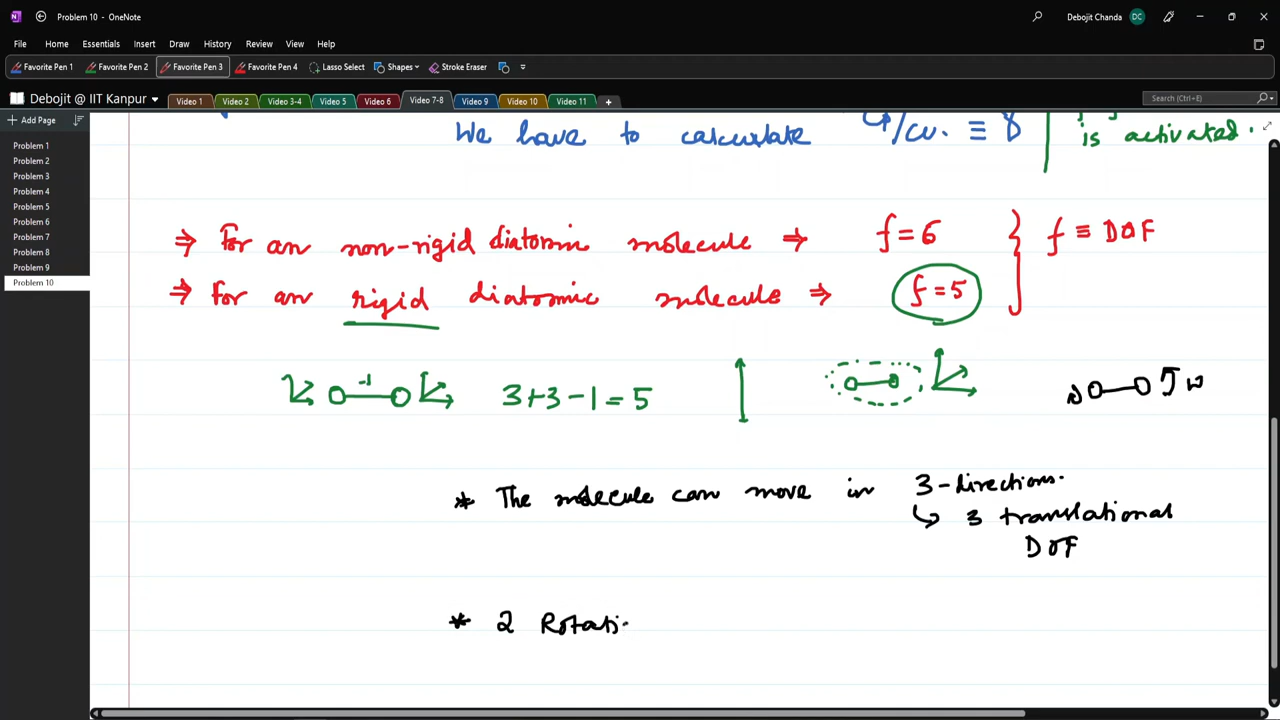 Problem 10 - OneNote
Debojit Chanda DC
File Home Essentials Insert Draw History Review View Help
Favorite Pen 1 Favorite Pen 2 Favorite Pen 3 Favorite Pen 4 Lasso Select Shapes Stroke Eraser
Debojit @ IIT Kanpur
Video 1 Video 2 Video 3-4 Video 5 Video 6 Video 7-8 Video 9 Video 10 Video 11 +
Search (Ctrl+E)
Add Page
Problem 1
Problem 2
Problem 3
Problem 4
Problem 5
Problem 6
Problem 7
Problem 8
Problem 9
Problem 10
We have to calculate Cp/Cv. ≡ γ
is activated.
⇒ For an non-rigid diatomic molecule ⇒ f=6
⇒ For an rigid diatomic molecule ⇒ f=5
f ≡ DOF
-1
3+3-1=5
ω
* The molecule can move in 3-directions.
↳ 3 translational
DOF
* 2 Rotati